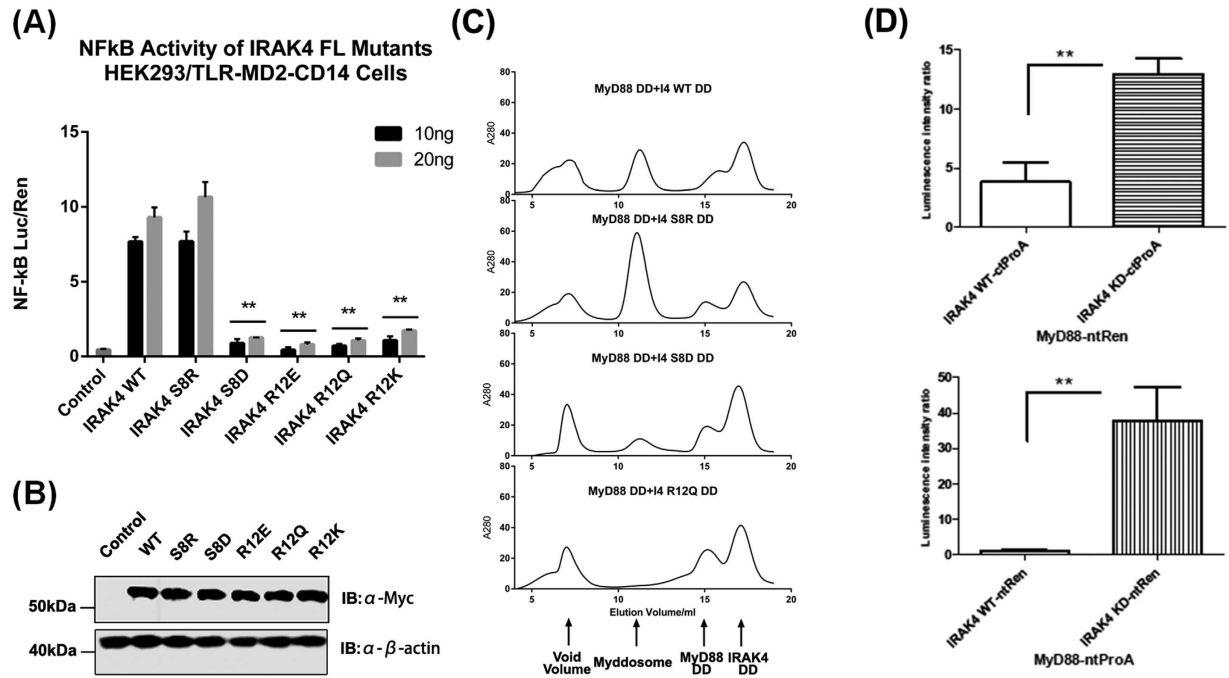 (A)
NFkB Activity of IRAK4 FL Mutants
HEK293/TLR-MD2-CD14 Cells
10ng
20ng
NF-kB Luc/Ren
15
10
5
0
**
**
**
**
Control
IRAK4 WT
IRAK4 S8R
IRAK4 S8D
IRAK4 R12E
IRAK4 R12Q
IRAK4 R12K
(B)
Control
WT
S8R
S8D
R12E
R12Q
R12K
50kDa
IB:α-Myc
40kDa
IB:α-β-actin
(C)
MyD88 DD+I4 WT DD
A280
80
60
40
20
0
5 10 15 20
MyD88 DD+I4 S8R DD
A280
80
60
40
20
0
5 10 15 20
MyD88 DD+I4 S8D DD
A280
80
60
40
20
0
5 10 15 20
MyD88 DD+I4 R12Q DD
A280
80
60
40
20
0
5 10 15 20
Elution Volume/ml
Void
Volume
Myddosome
MyD88
DD
IRAK4
DD
(D)
Luminescence intensity ratio
15
10
5
0
**
IRAK4 WT-ctProA
IRAK4 KD-ctProA
MyD88-ntRen
Luminescence intensity ratio
50
40
30
20
10
0
**
IRAK4 WT-ntRen
IRAK4 KD-ntRen
MyD88-ntProA